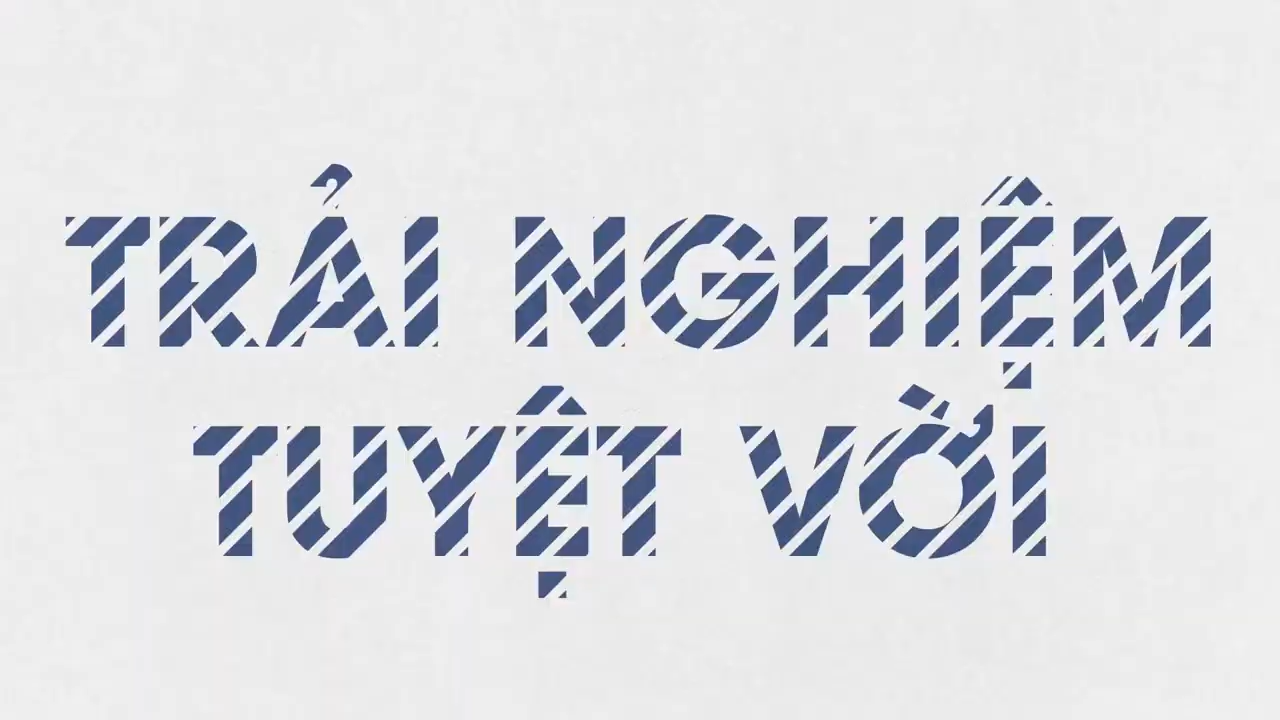 TRẢI NGHIỆM
TUYỆT VỜI